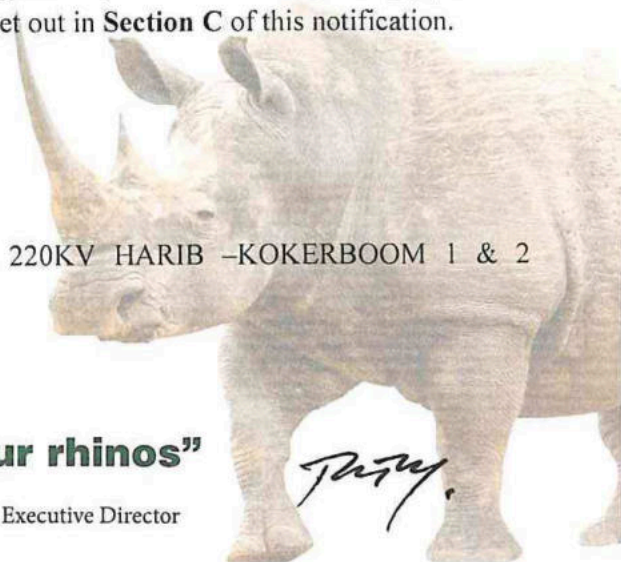 et out in Section C of this notification.
220KV HARIB –KOKERBOOM 1 & 2
ur rhinos”
Executive Director